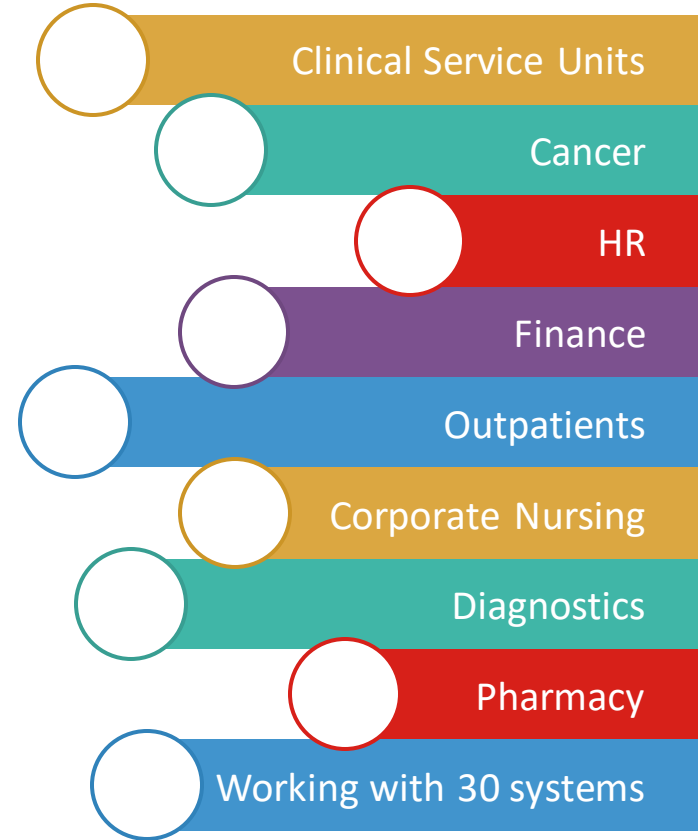 Clinical Service Units
Cancer
HR
Finance
Outpatients
Corporate Nursing
Diagnostics
Pharmacy
Working with 30 systems